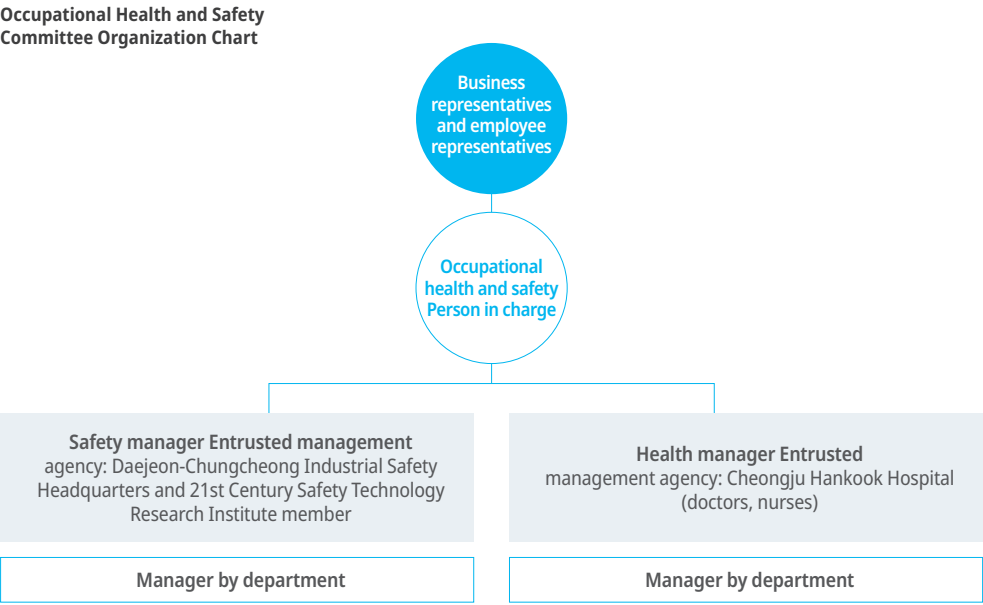 Occupational Health and Safety
Committee Organization Chart
Business
representatives
and employee
representatives
Occupational
health and safety
Person in charge
Safety manager Entrusted management
agency: Daejeon-Chungcheong Industrial Safety
Headquarters and 21st Century Safety Technology
Research Institute member
Health manager Entrusted
management agency: Cheongju Hankook Hospital
(doctors, nurses)
Manager by department
Manager by department